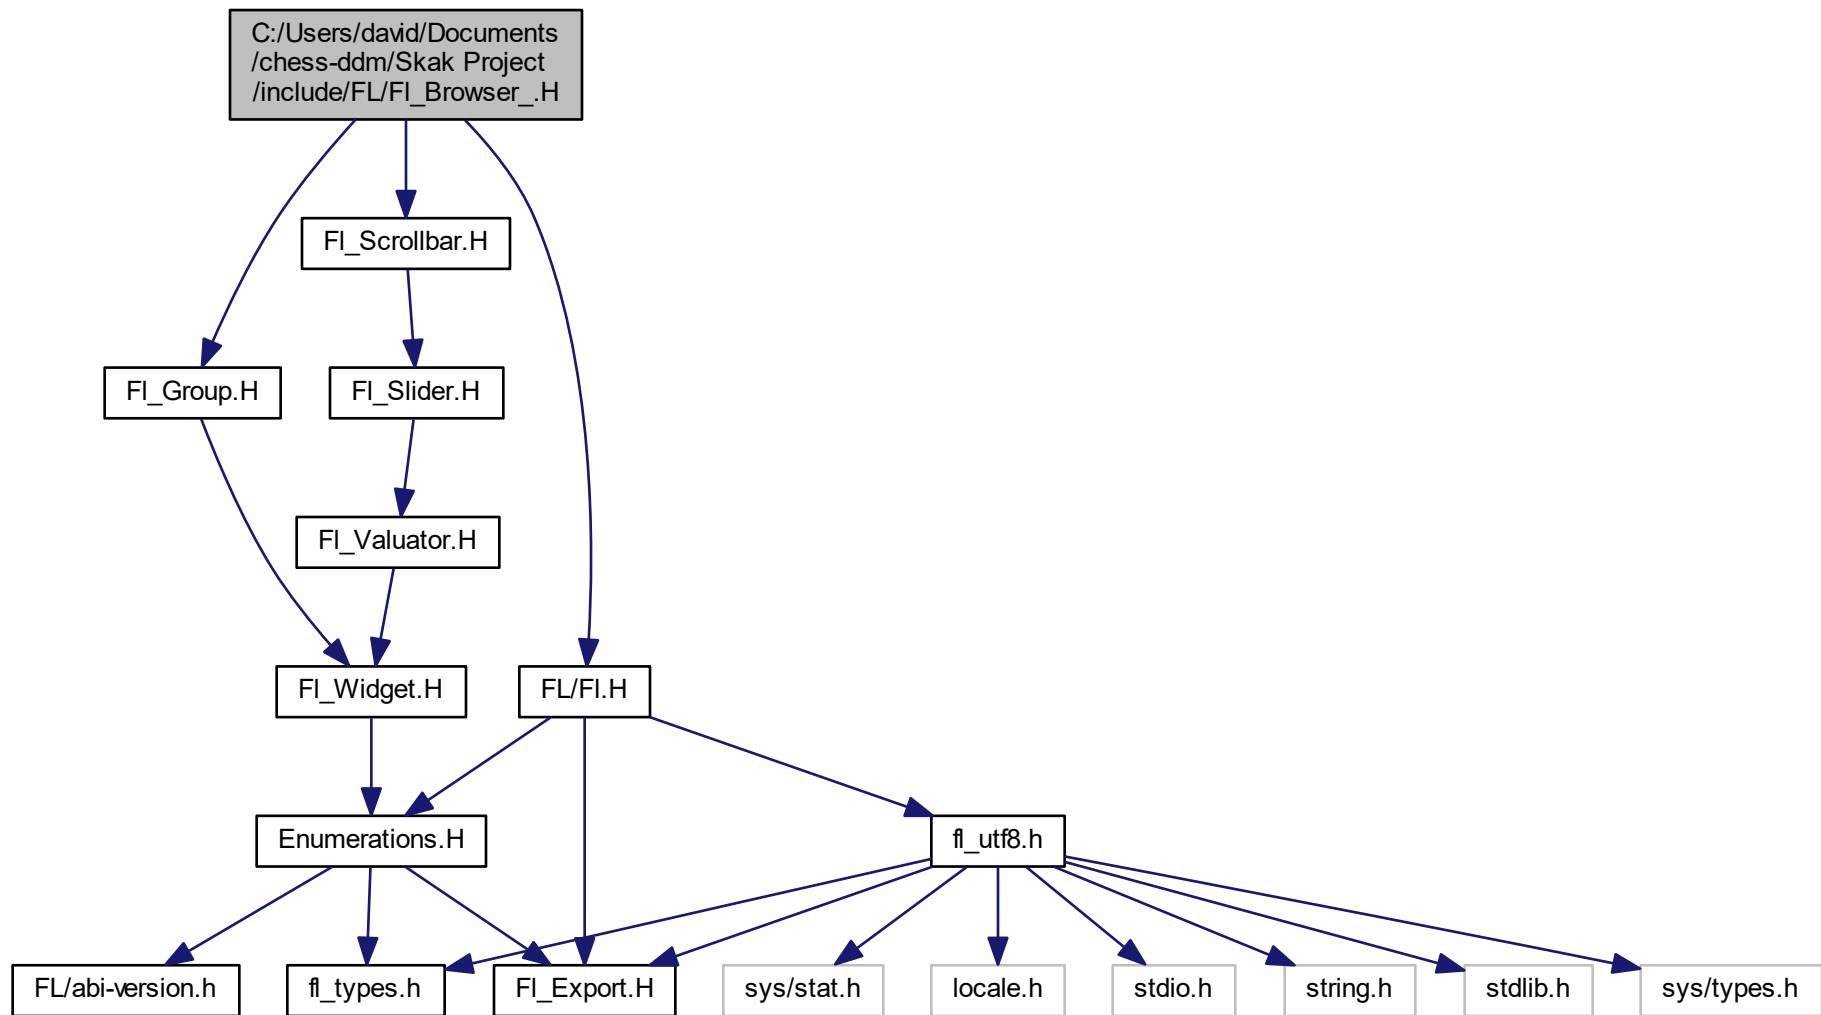 C:/Users/david/Documents
/chess-ddm/Skak Project
/include/FL/Fl_Browser_.H
Fl_Scrollbar.H
Fl_Group.H
Fl_Slider.H
Fl_Valuator.H
Fl_Widget.H
FL/Fl.H
Enumerations.H
fl_utf8.h
FL/abi-version.h
fl_types.h
Fl_Export.H
sys/stat.h
locale.h
stdio.h
string.h
stdlib.h
sys/types.h